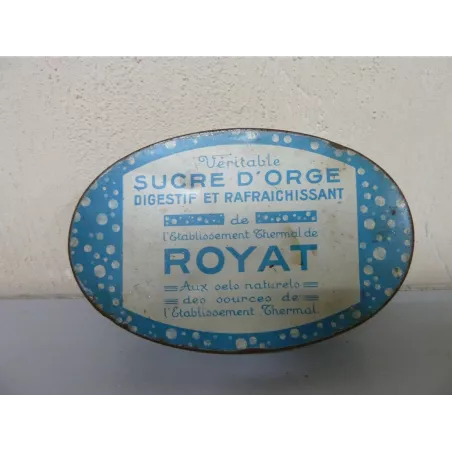 Véritable
SUCRE D'ORGE
DIGESTIF ET RAFRAICHISSANT
de
l'Etablissement Thermal de
ROYAT
Aux sels naturels
des sources de
l'Etablissement Thermal